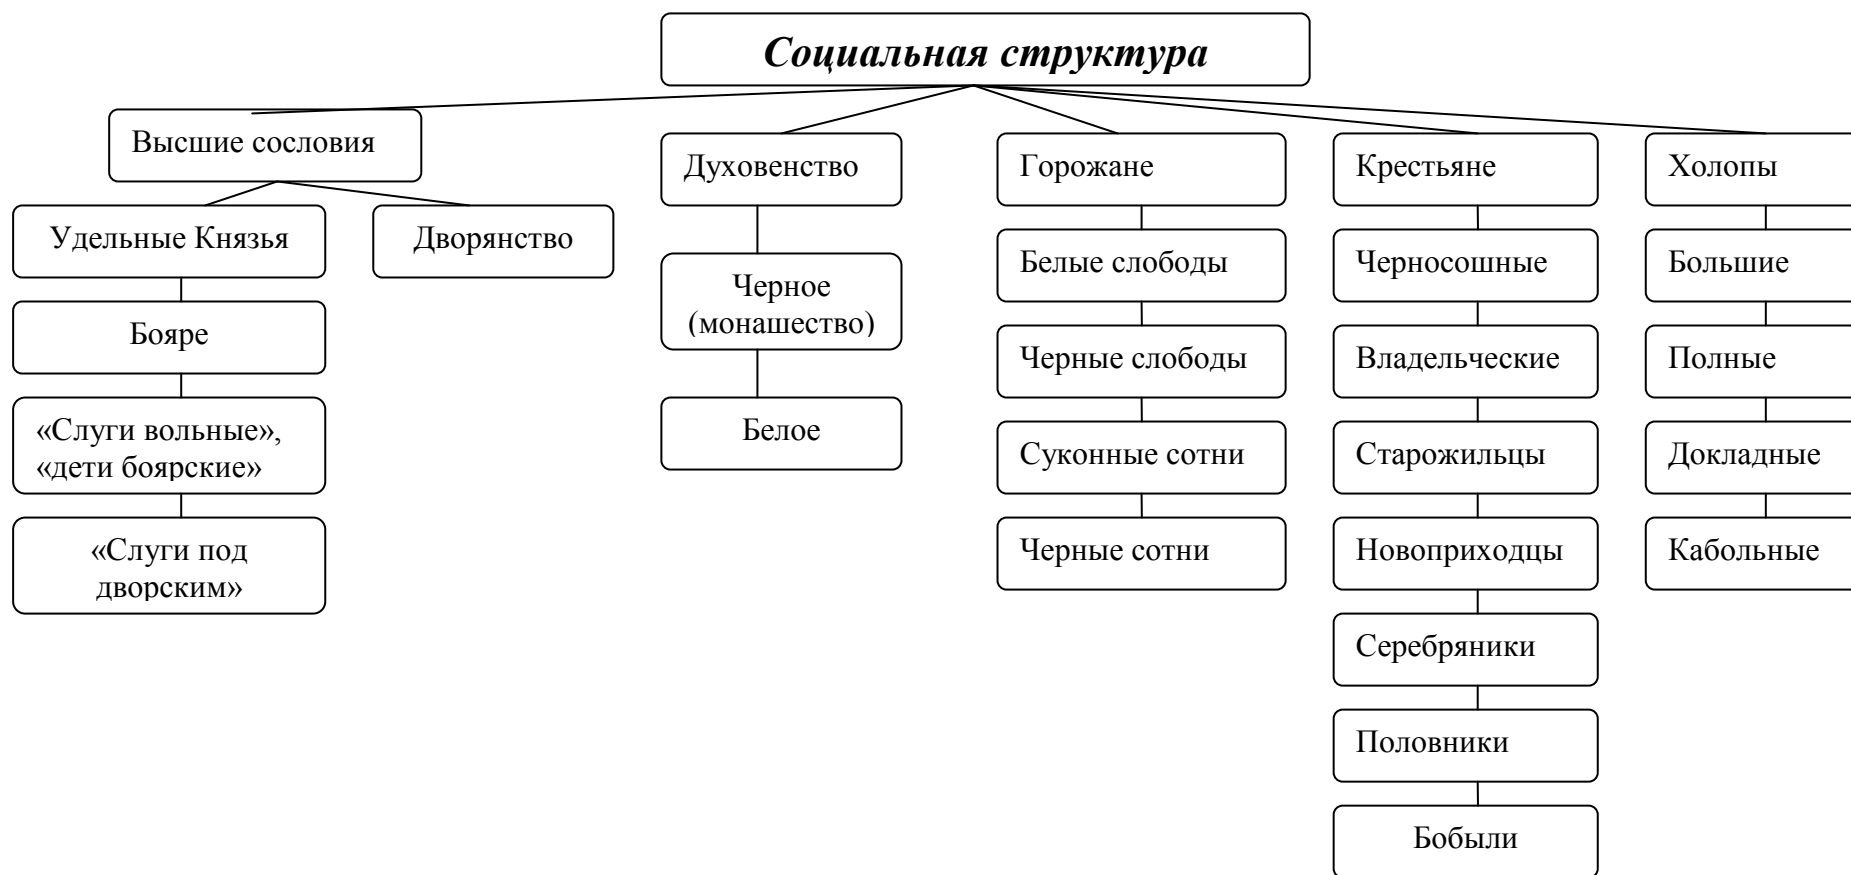 Социальная структура
Высшие сословия
Удельные Князья
Дворянство
Бояре
«Слуги вольные»,
«дети боярские»
«Слуги под
дворским»
Духовенство
Черное
(монашество)
Белое
Горожане
Белые слободы
Черные слободы
Суконные сотни
Черные сотни
Крестьяне
Черносошные
Владельческие
Старожильцы
Новоприходцы
Серебряники
Половники
Бобыли
Холопы
Большие
Полные
Докладные
Кабольные